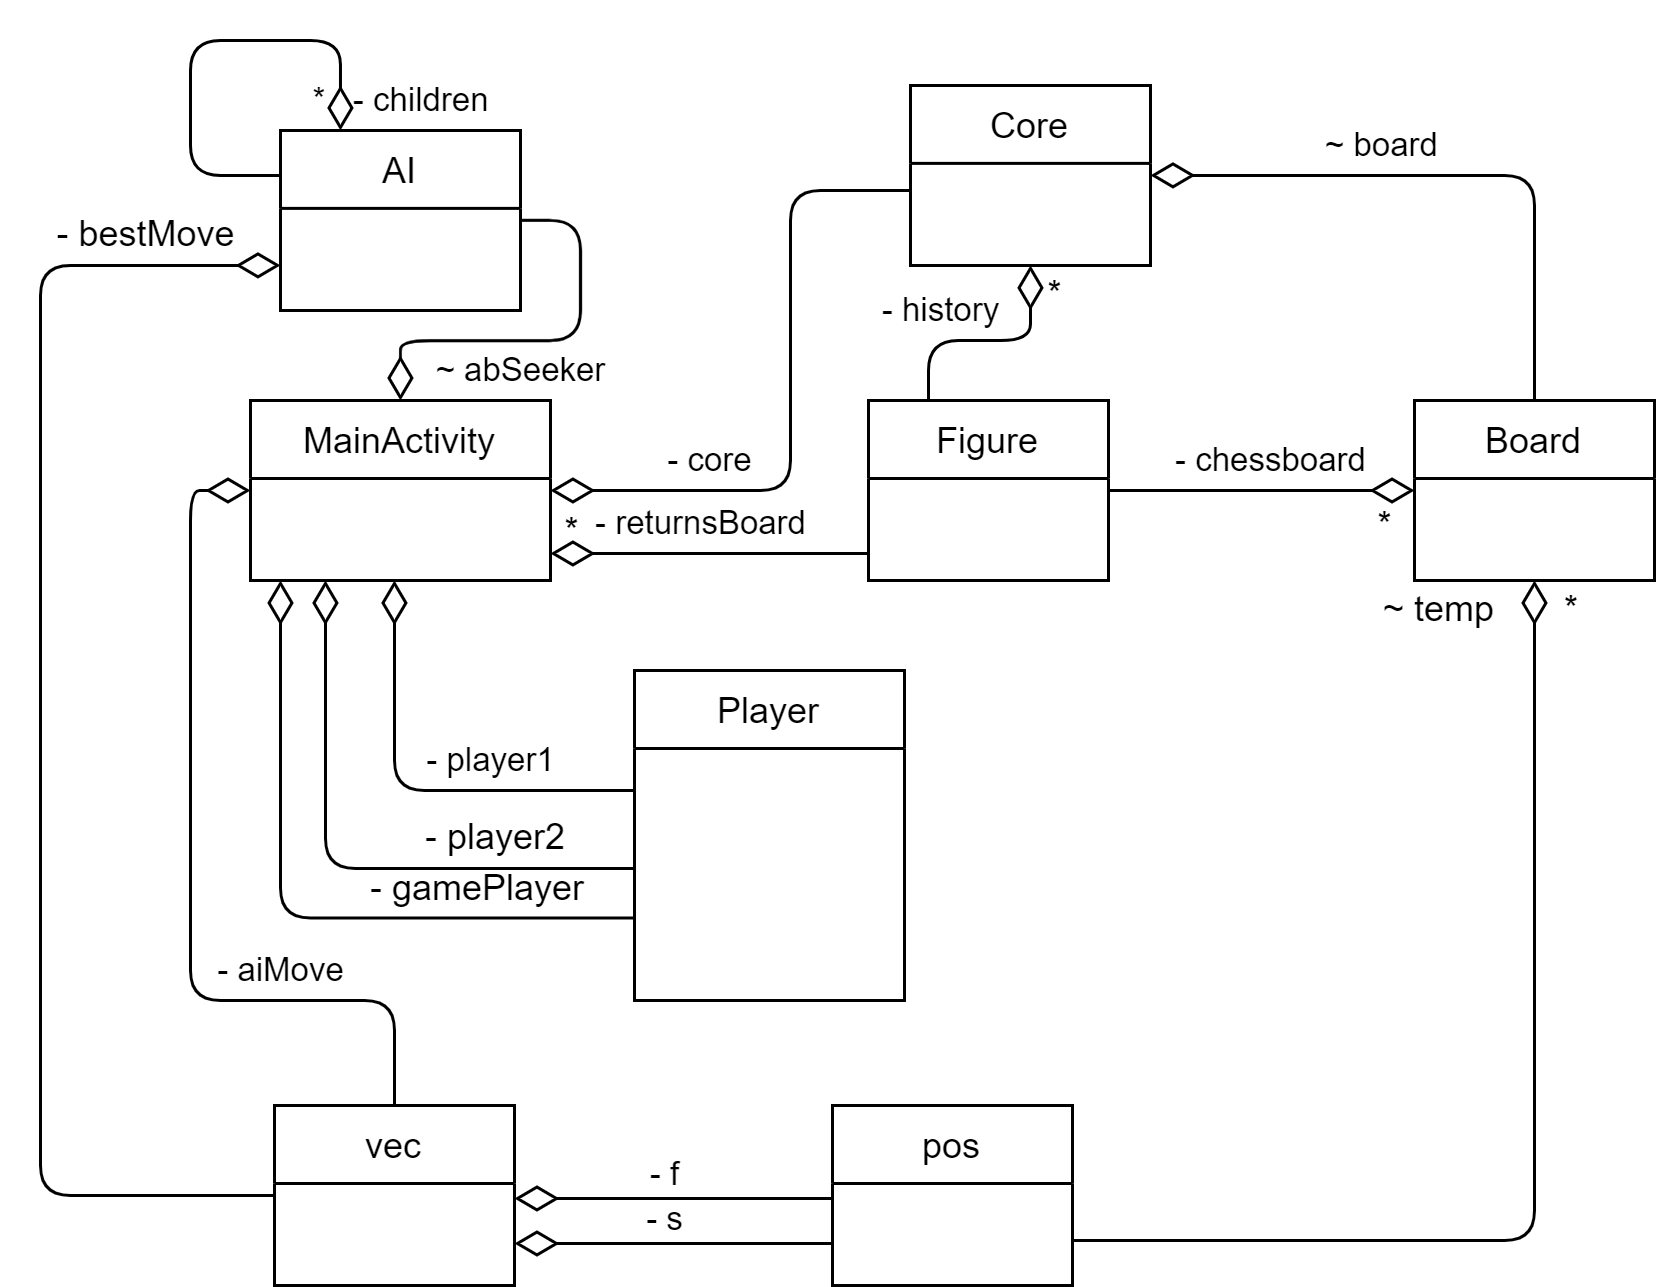 * - children
Core
~ board
AI
- bestMove
- history *
~ abSeeker
MainActivity
Figure
Board
- core
- chessboard
* - returnsBoard
*
~ temp *
Player
- player1
- player2
- gamePlayer
- aiMove
vec
pos
- f
- s